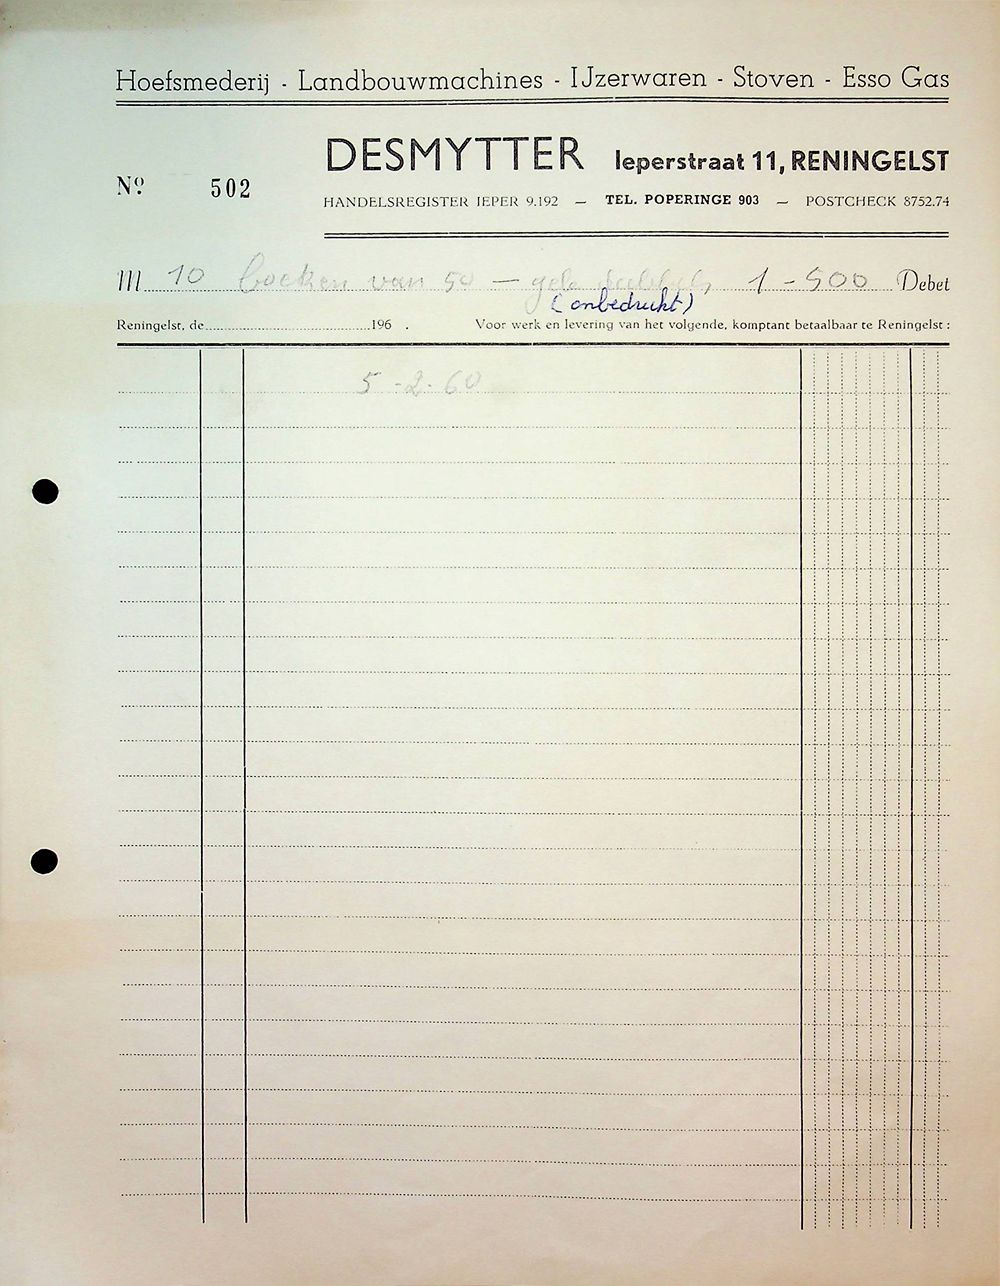 Hoefsmederij - Landbouwmachines - IJzerwaren - Stoven - Esso Gas
DESMYTTER Ieperstraat 11, RENINGELST
Nº 502
HANDELSREGISTER IEPER 9.192 — TEL. POPERINGE 903 — POSTCHECK 8752.74
M 10 boeken van 50 — gele 1 - 500 Debet
(onbedrukt)
Reningelst, de 196 . Voor werk en levering van het volgende, komptant betaalbaar te Reningelst :
5 - 2 - 60